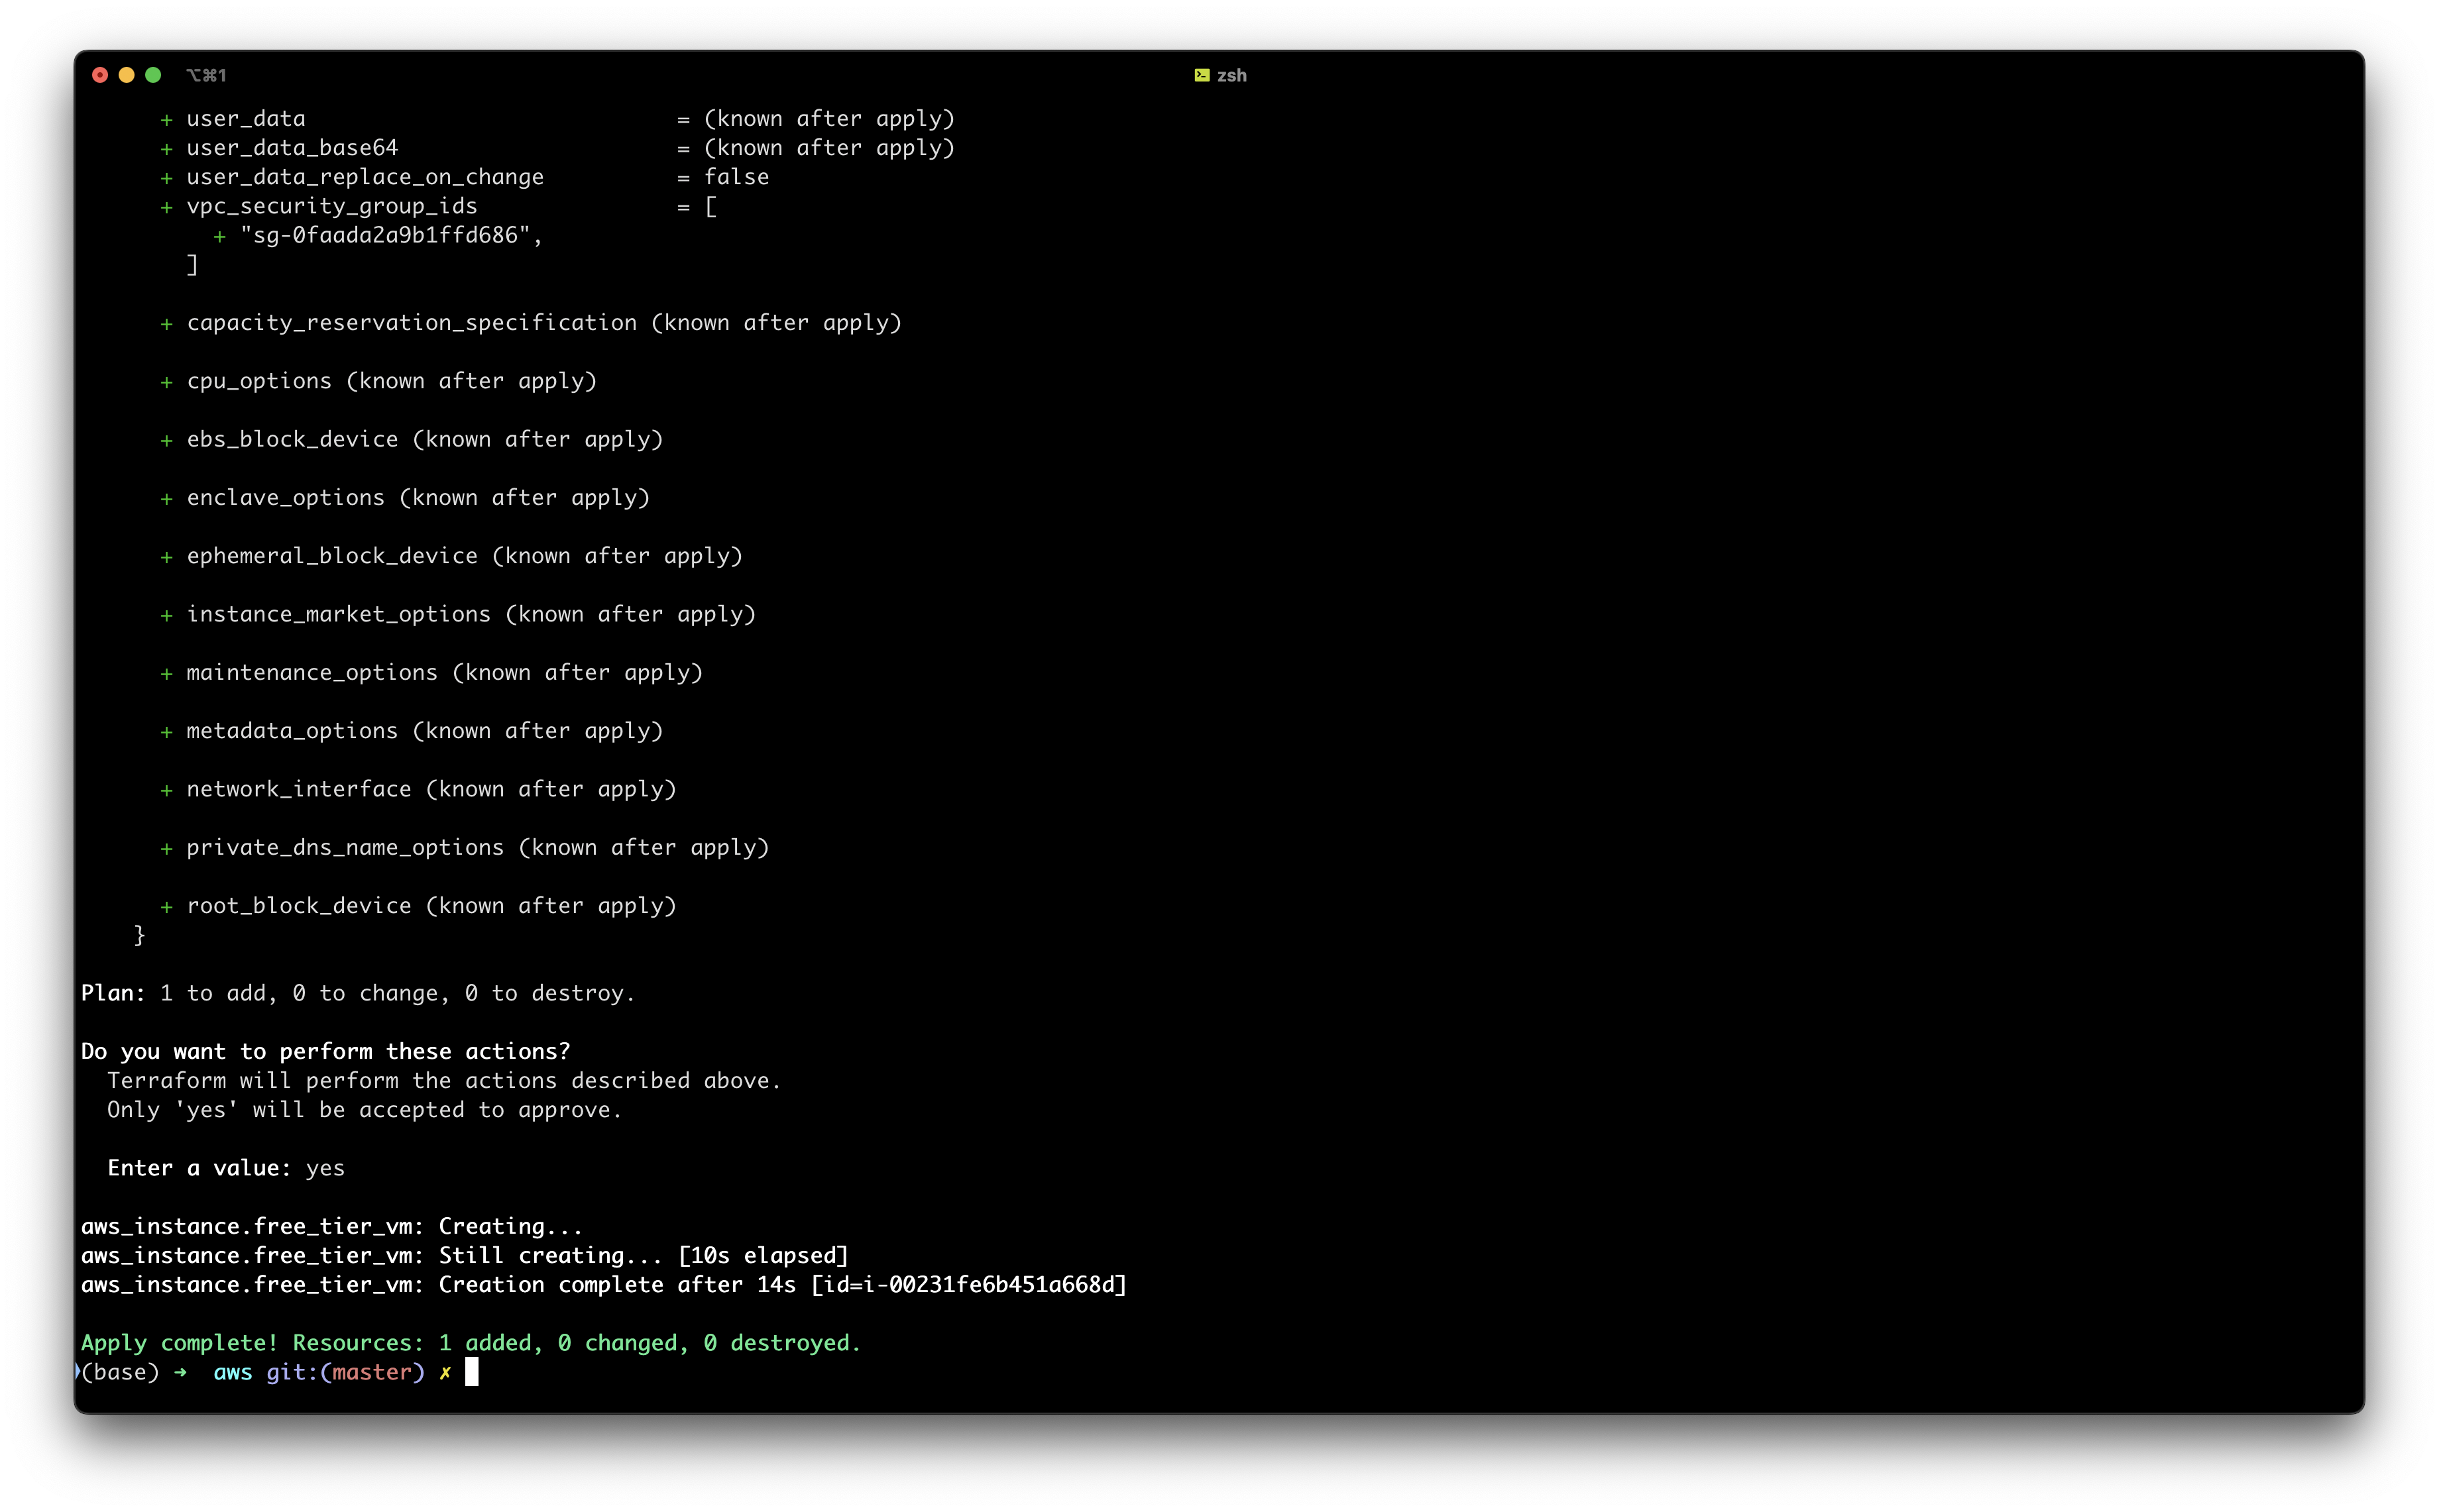 ⌥⌘1
zsh
+ user_data = (known after apply)
+ user_data_base64 = (known after apply)
+ user_data_replace_on_change = false
+ vpc_security_group_ids = [
+ "sg-0faada2a9b1ffd686",
]
+ capacity_reservation_specification (known after apply)
+ cpu_options (known after apply)
+ ebs_block_device (known after apply)
+ enclave_options (known after apply)
+ ephemeral_block_device (known after apply)
+ instance_market_options (known after apply)
+ maintenance_options (known after apply)
+ metadata_options (known after apply)
+ network_interface (known after apply)
+ private_dns_name_options (known after apply)
+ root_block_device (known after apply)
}
Plan: 1 to add, 0 to change, 0 to destroy.
Do you want to perform these actions?
Terraform will perform the actions described above.
Only 'yes' will be accepted to approve.
Enter a value: yes
aws_instance.free_tier_vm: Creating...
aws_instance.free_tier_vm: Still creating... [10s elapsed]
aws_instance.free_tier_vm: Creation complete after 14s [id=i-00231fe6b451a668d]
Apply complete! Resources: 1 added, 0 changed, 0 destroyed.
(base) ➜ aws git:(master) ✗